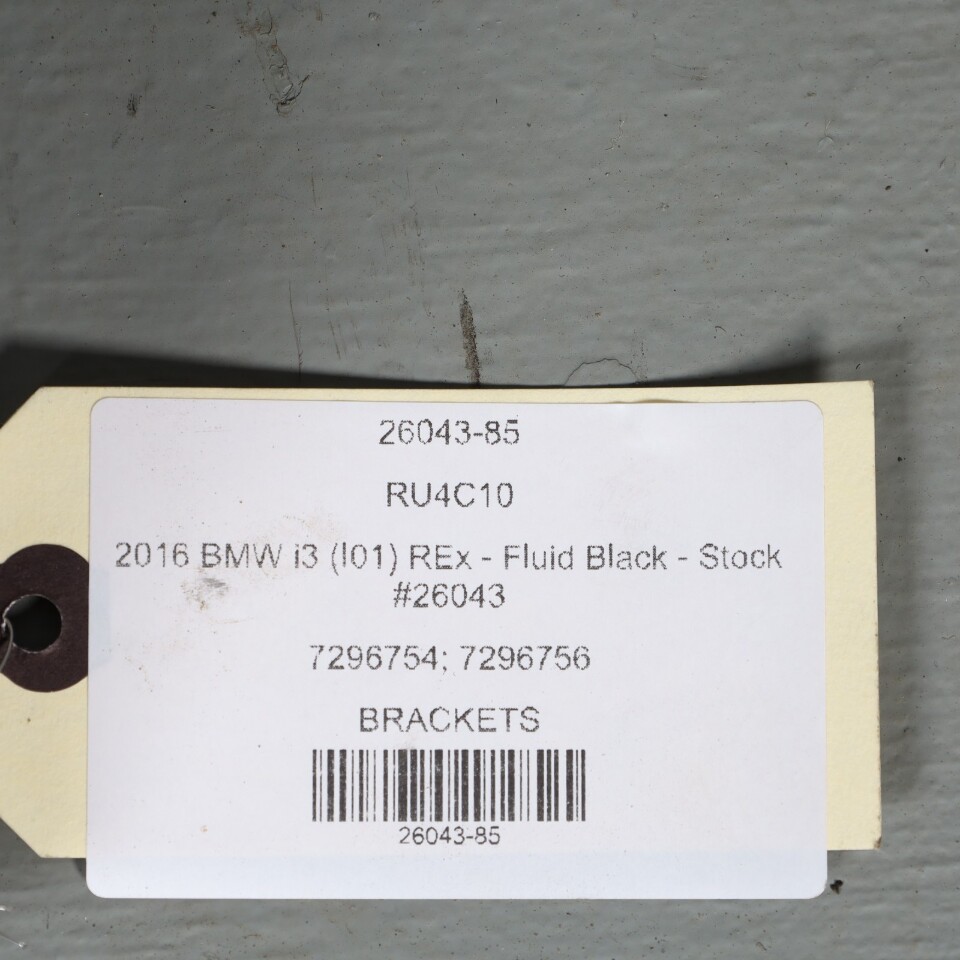 26043-85
RU4C10
2016 BMW i3 (I01) REx - Fluid Black - Stock
#26043
7296754; 7296756
BRACKETS
26043-85